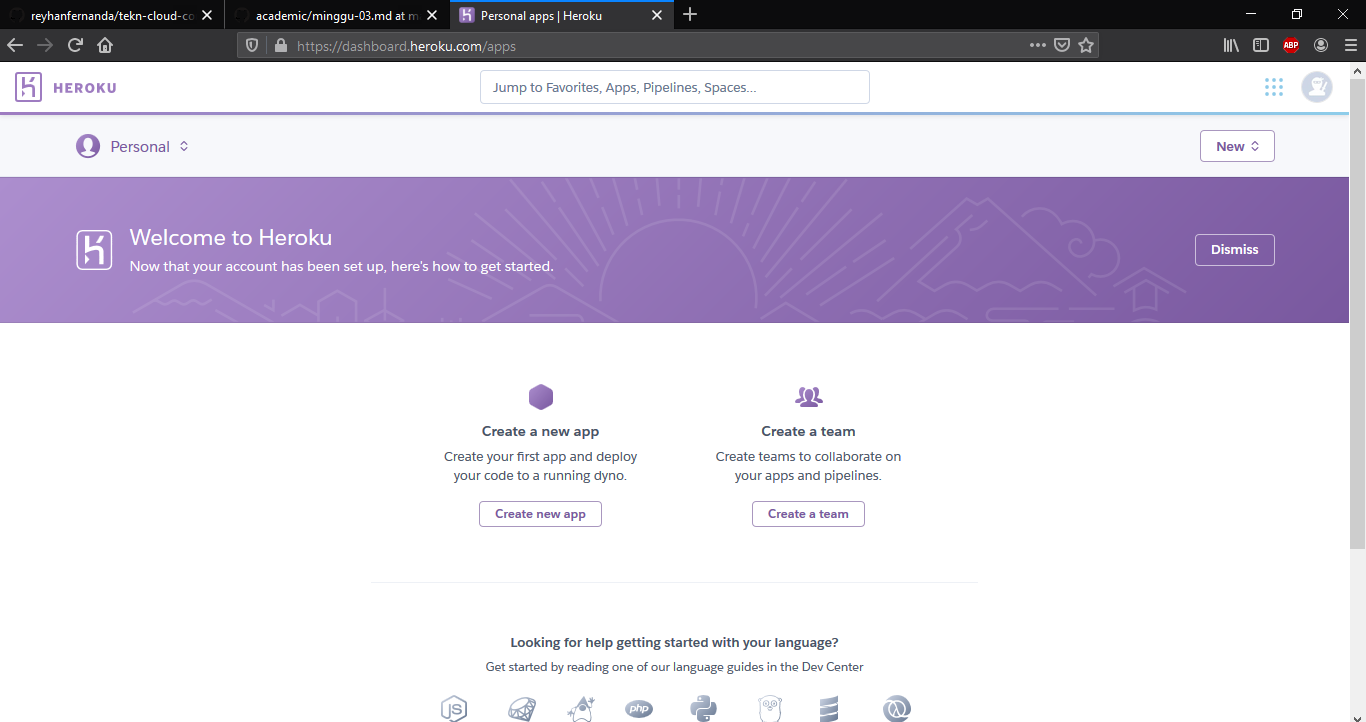 reyhanfernanda/tekn-cloud-co
academic/minggu-03.md at m
Personal apps | Heroku
https://dashboard.heroku.com/apps
ABP
HEROKU
Jump to Favorites, Apps, Pipelines, Spaces...
Personal
New
Welcome to Heroku
Now that your account has been set up, here's how to get started.
Dismiss
Create a new app
Create a team
Create your first app and deploy
Create teams to collaborate on
your code to a running dyno.
your apps and pipelines.
Create new app
Create a team
Looking for help getting started with your language?
Get started by reading one of our language guides in the Dev Center
JS
php